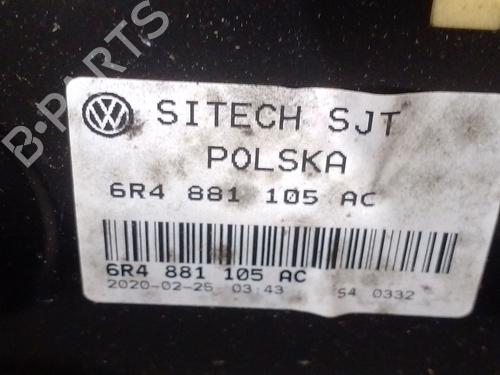 B-PARTS
SITECH SJT
POLSKA
6R4 881 105 AC
6R4 881 105 AC
2020-02-25 03:43 S4 0332